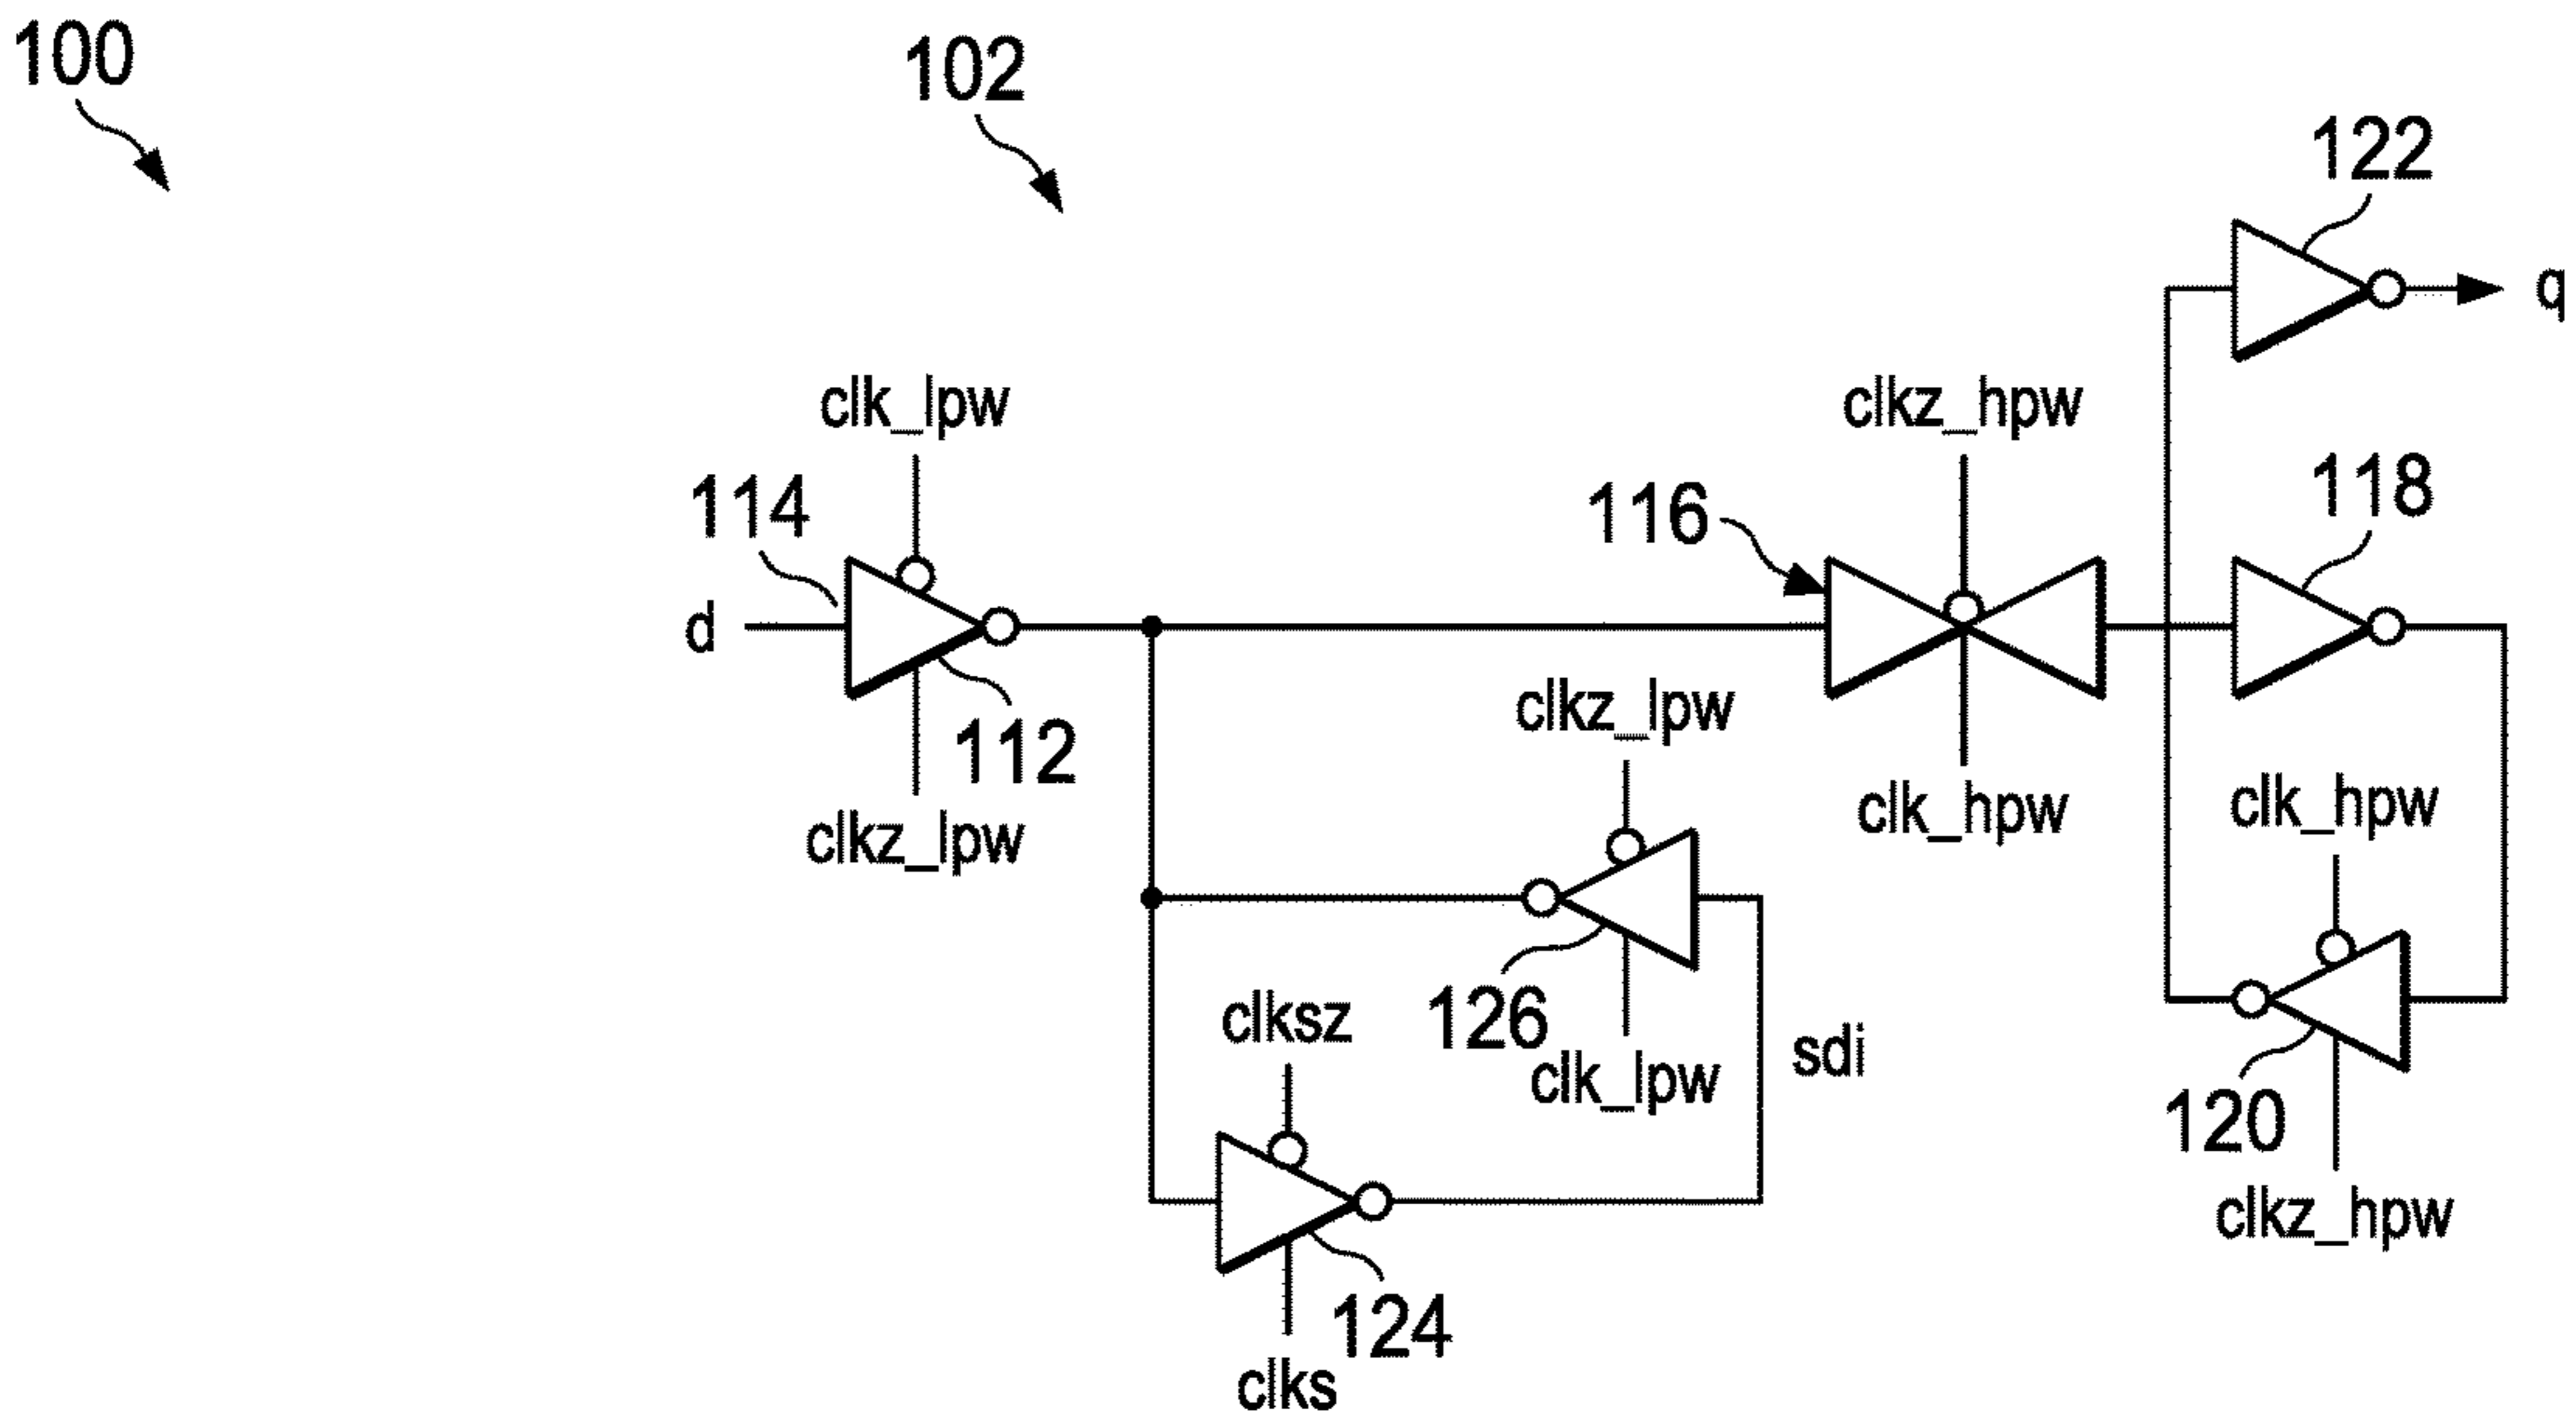 100
102
122
q
clk_lpw
clkz_hpw
114
116
118
d
clkz_lpw
112
clk_hpw
clk_hpw
clkz_lpw
126
clksz
sdi
clk_lpw
120
clkz_hpw
124
clks